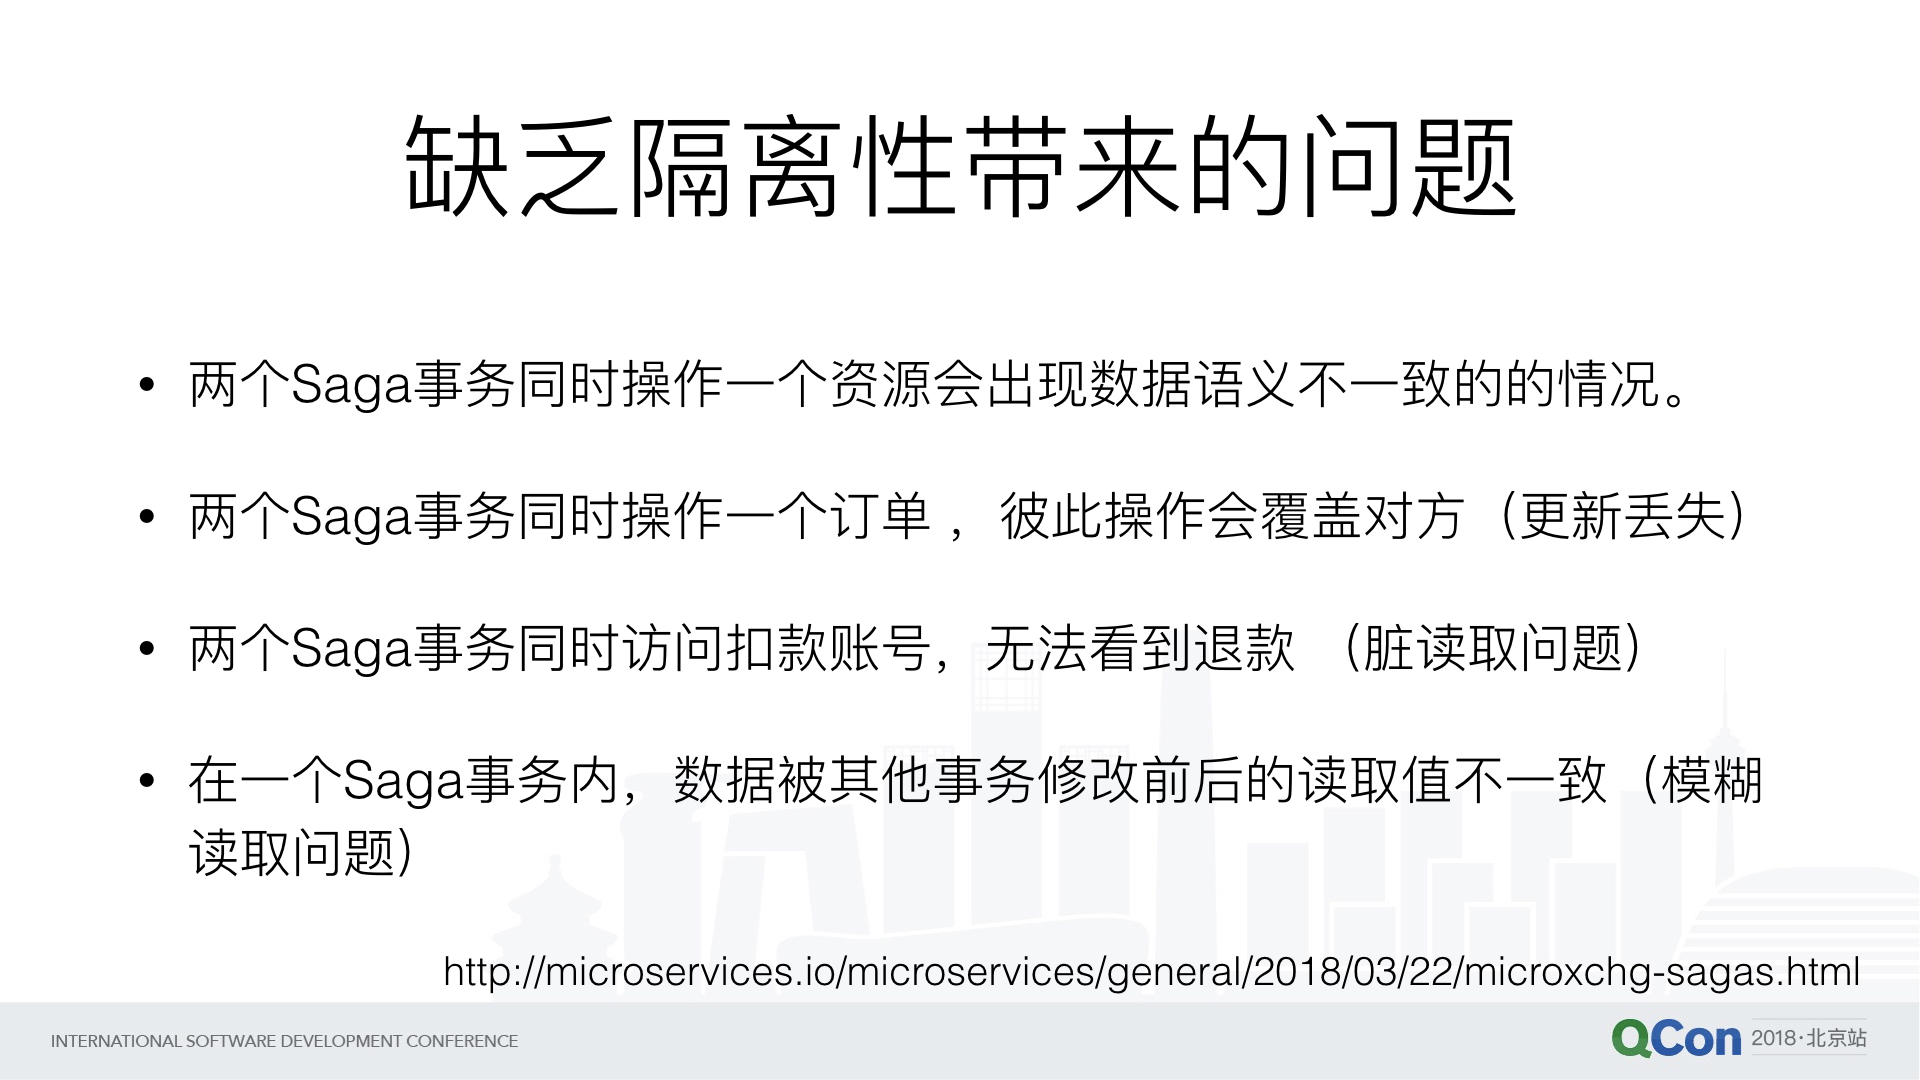 缺乏隔离性带来的问题
• 两个Saga事务同时操作一个资源会出现数据语义不一致的的情况。
• 两个Saga事务同时操作一个订单 ，彼此操作会覆盖对方（更新丢失）
• 两个Saga事务同时访问扣款账号，无法看到退款 （脏读取问题）
• 在一个Saga事务内，数据被其他事务修改前后的读取值不一致（模糊
读取问题）
http://microservices.io/microservices/general/2018/03/22/microxchg-sagas.html
INTERNATIONAL SOFTWARE DEVELOPMENT CONFERENCE
QCon 2018·北京站